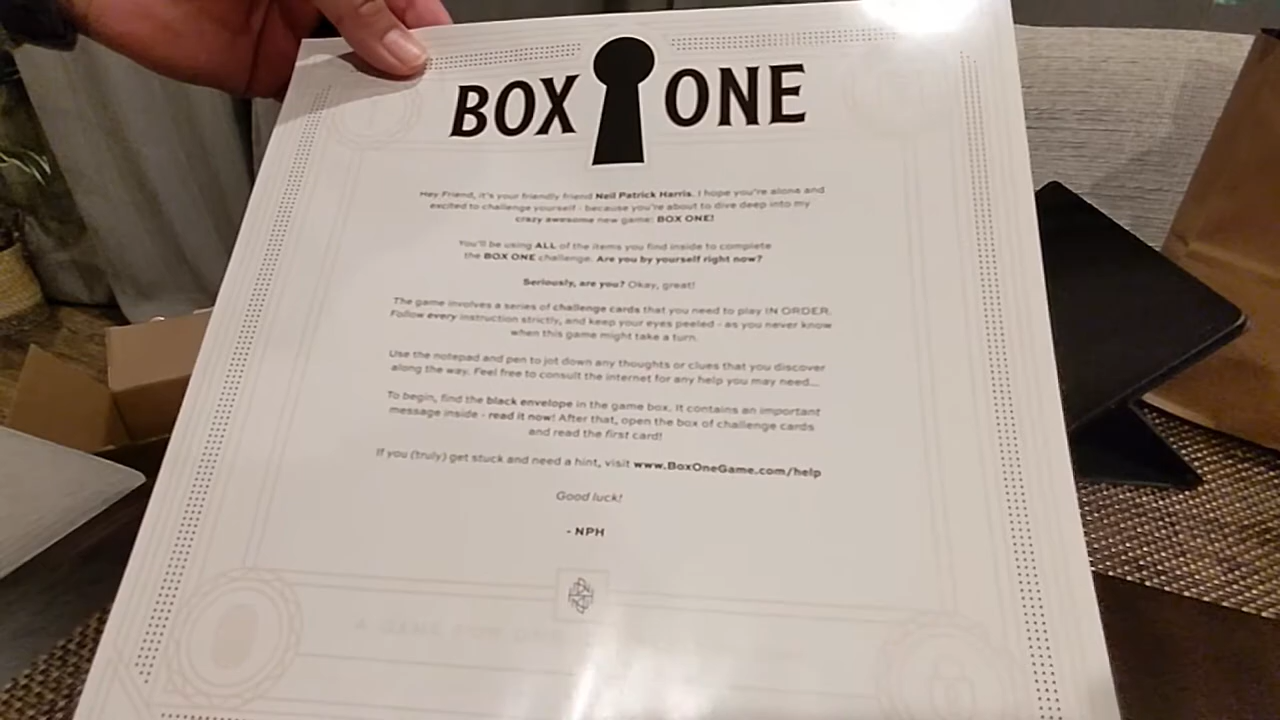 BOX ONE
Hey Friend, it's your friendly friend Neil Patrick Harris. I hope you're alone and
excited to challenge yourself - because you're about to dive deep into my
crazy awesome new game: BOX ONE!
You'll be using ALL of the items you find inside to complete
the BOX ONE challenge. Are you by yourself right now?
Seriously, are you? Okay, great!
The game involves a series of challenge cards that you need to play IN ORDER.
Follow every instruction strictly, and keep your eyes peeled - as you never know
when this game might take a turn.
Use the notepad and pen to jot down any thoughts or clues that you discover
along the way. Feel free to consult the internet for any help you may need...
To begin, find the black envelope in the game box. It contains an important
message inside - read it now! After that, open the box of challenge cards
and read the first card!
If you (truly) get stuck and need a hint, visit www.BoxOneGame.com/help
Good luck!
- NPH